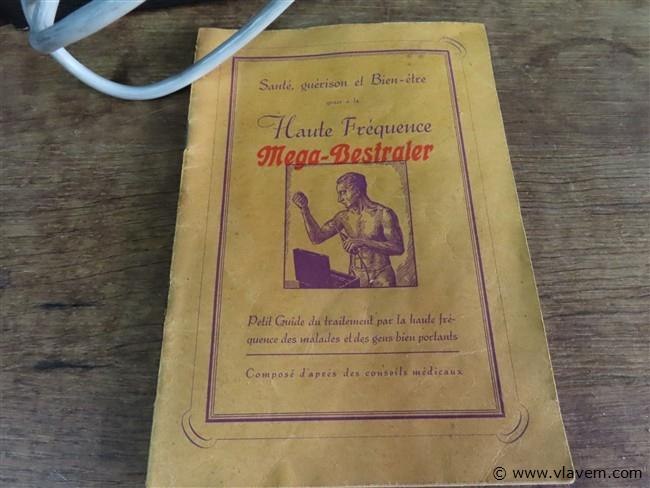 Santé, guérison et Bien-être
grâce à la
Haute Fréquence
Mega-Bestraler
Petit Guide du traitement par la haute fré-
quence des malades et des gens bien portants
Composé d'après des conseils médicaux
© www.vlavem.com